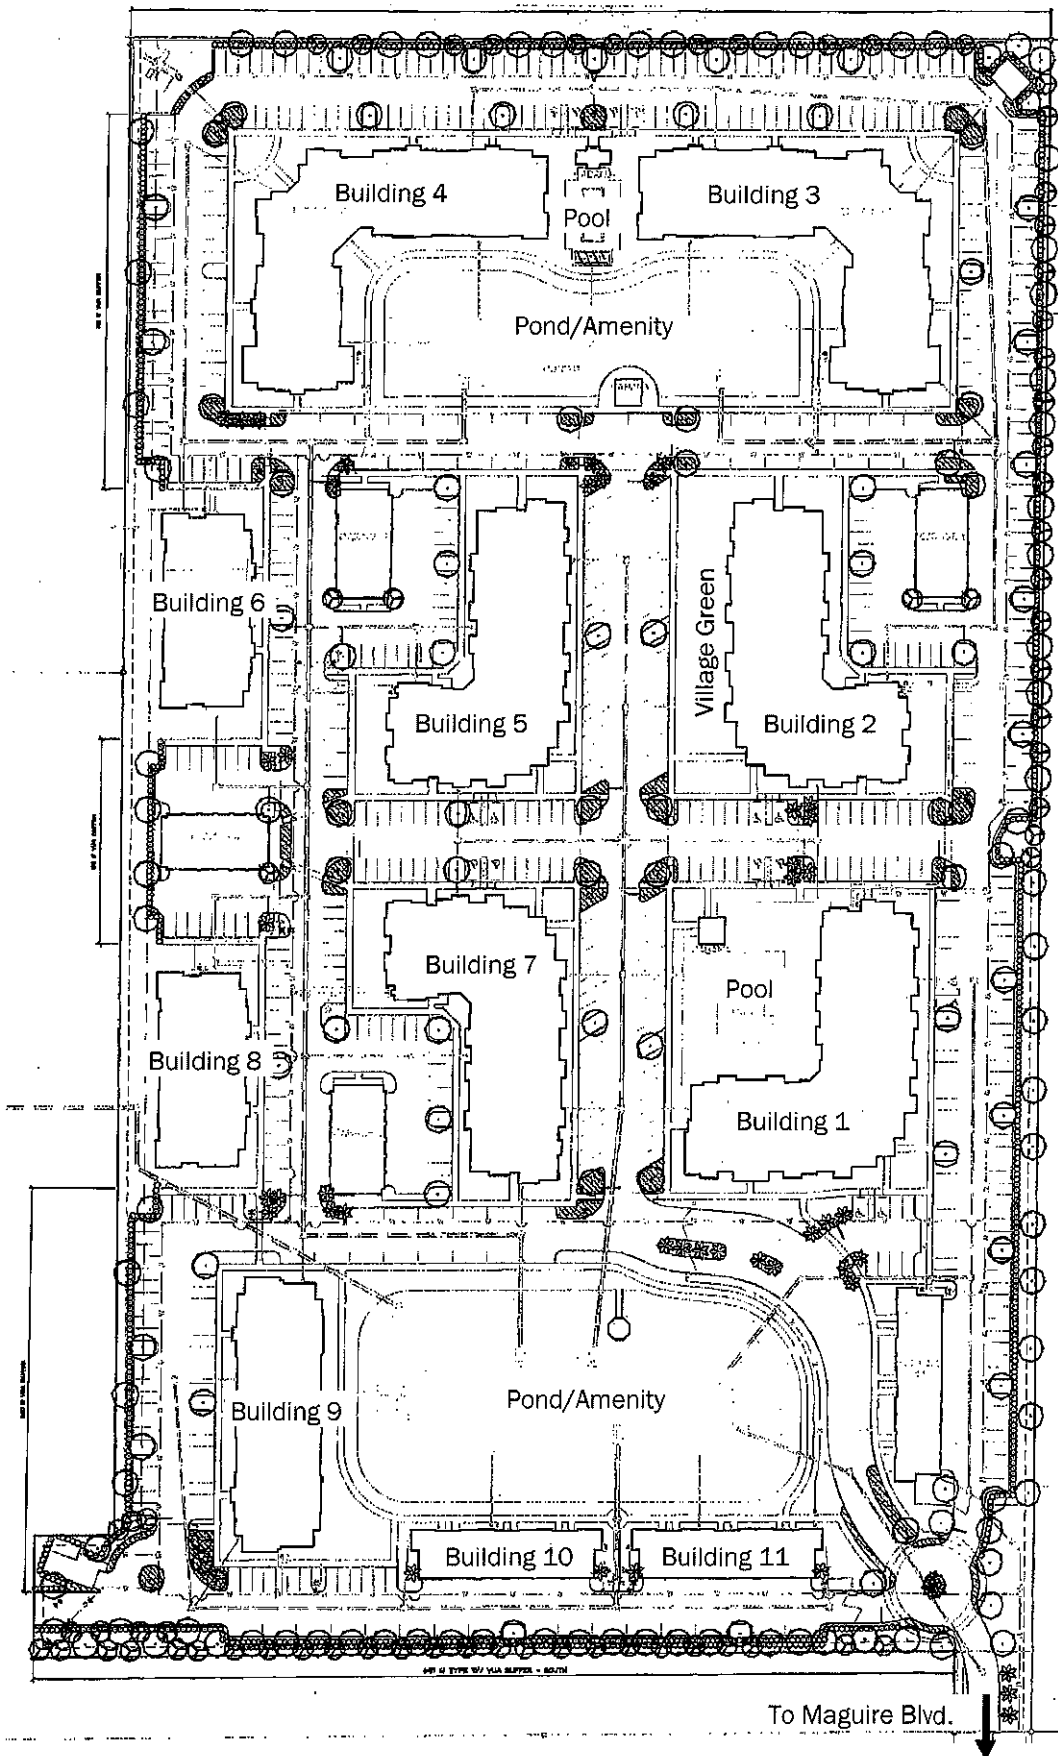 Building 4
Building 3
Pool
Pond/Amenity
Building 6
Village Green
Building 5
Building 2
Building 7
Pool
Building 8
Building 1
Pond/Amenity
Building 9
Building 10
Building 11
To Maguire Blvd.